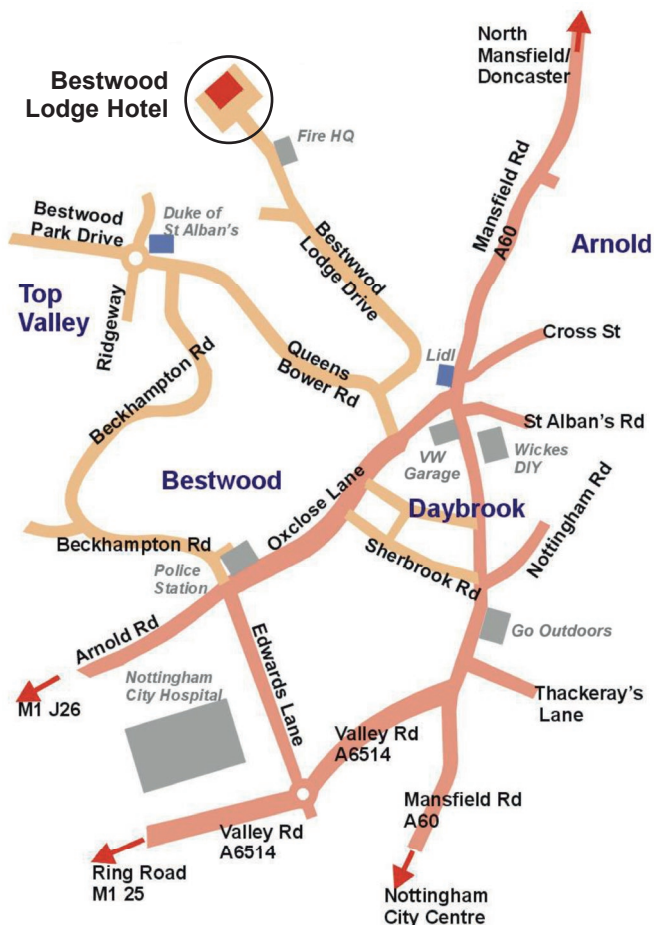 North
Mansfield/
Doncaster
Bestwood
Lodge Hotel
Fire HQ
Mansfield Rd
A60
Bestwood
Park Drive
Duke of
St Alban's
Bestwwod
Lodge Drive
Arnold
Top
Valley
Ridgeway
Cross St
Lidl
Queens
Bower Rd
Beckhampton Rd
St Alban's Rd
VW
Garage
Wickes
DIY
Bestwood
Oxclose Lane
Daybrook
Nottingham Rd
Beckhampton Rd
Sherbrook Rd
Police
Station
Arnold Rd
Edwards Lane
Go Outdoors
Nottingham
City Hospital
M1 J26
Thackeray's
Lane
Valley Rd
A6514
Mansfield Rd
A60
Valley Rd
A6514
Ring Road
M1 25
Nottingham
City Centre